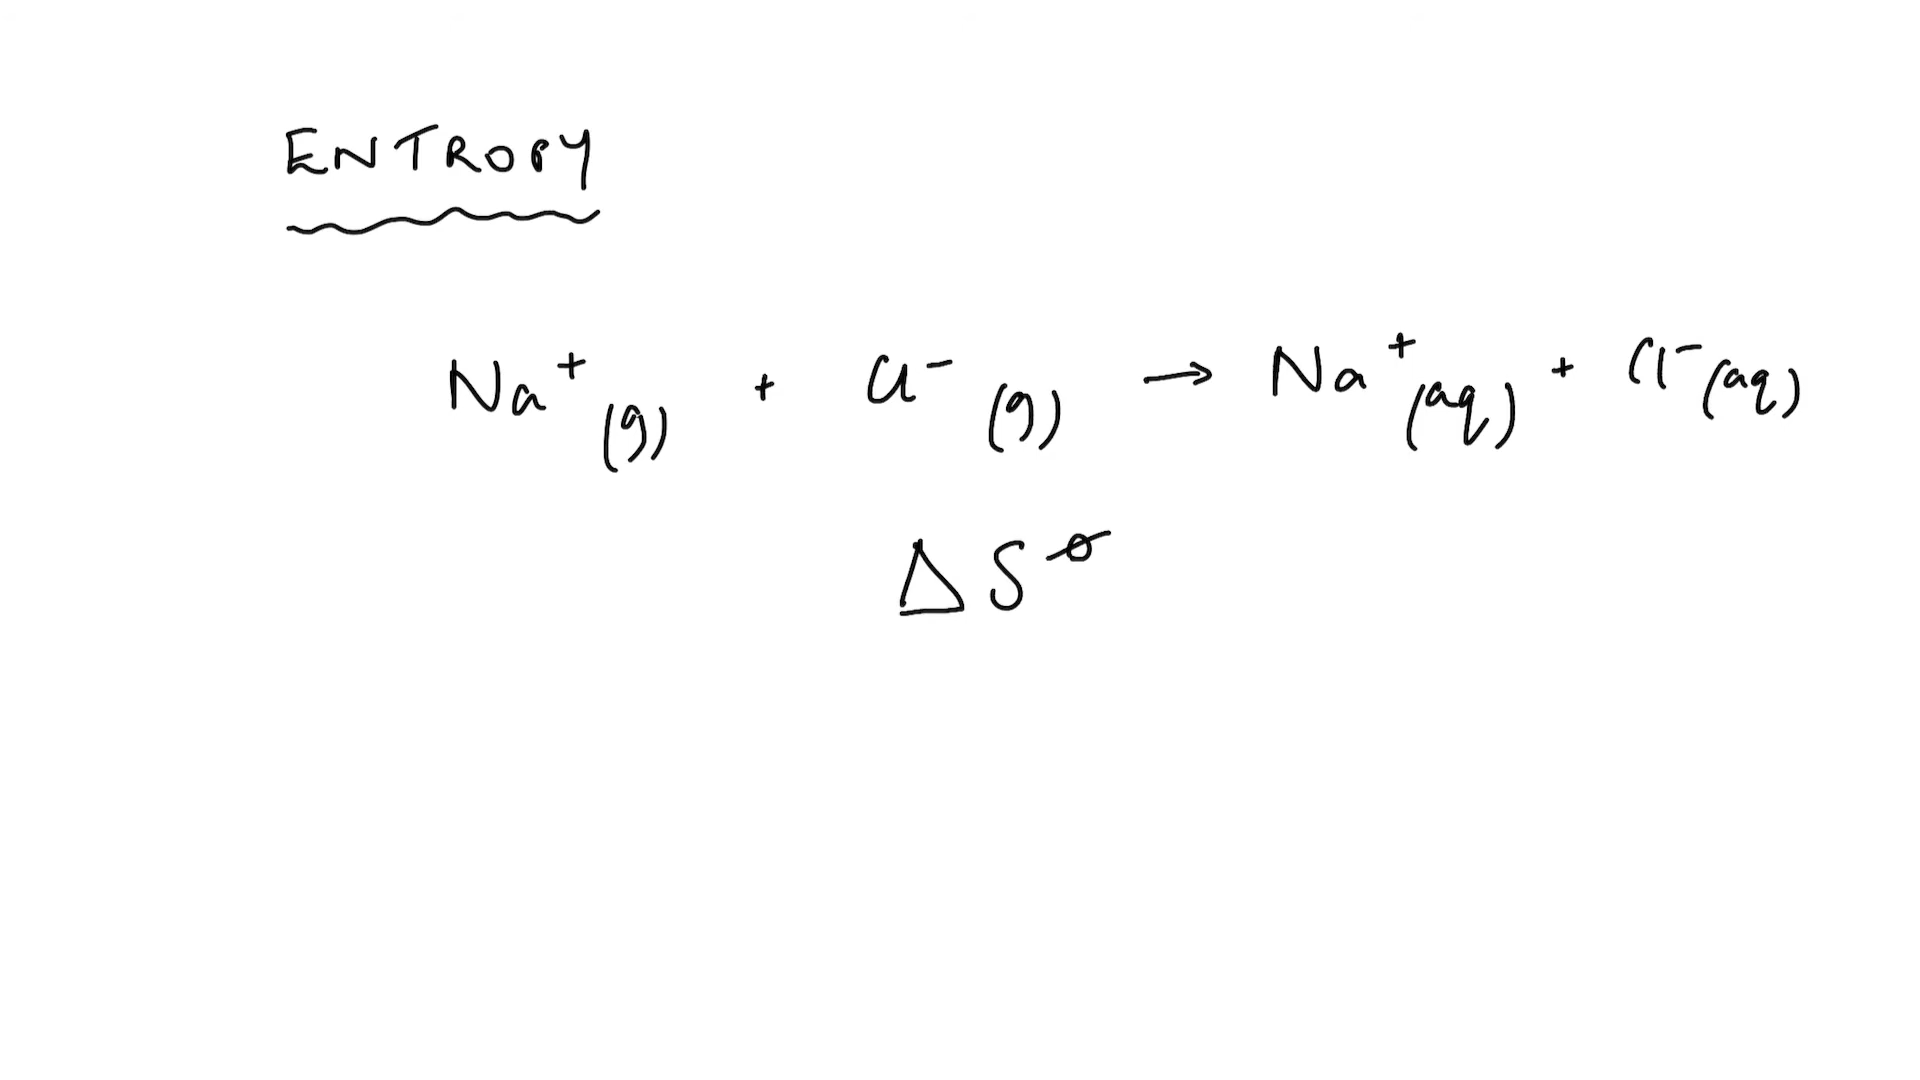 ENTROPY
Na⁺(g) + Cl⁻(g) → Na⁺(aq) + Cl⁻(aq)
ΔS⦵